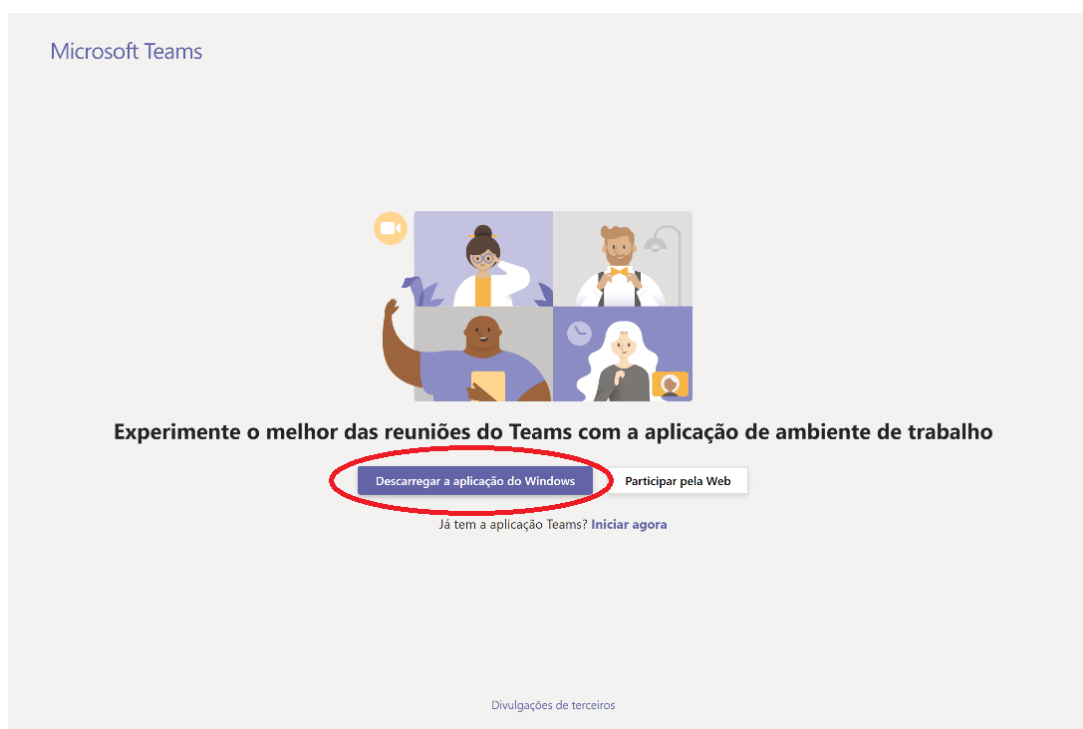 Microsoft Teams
Experimente o melhor das reuniões do Teams com a aplicação de ambiente de trabalho
Descarregar a aplicação do Windows
Participar pela Web
Já tem a aplicação Teams? Iniciar agora
Divulgações de terceiros